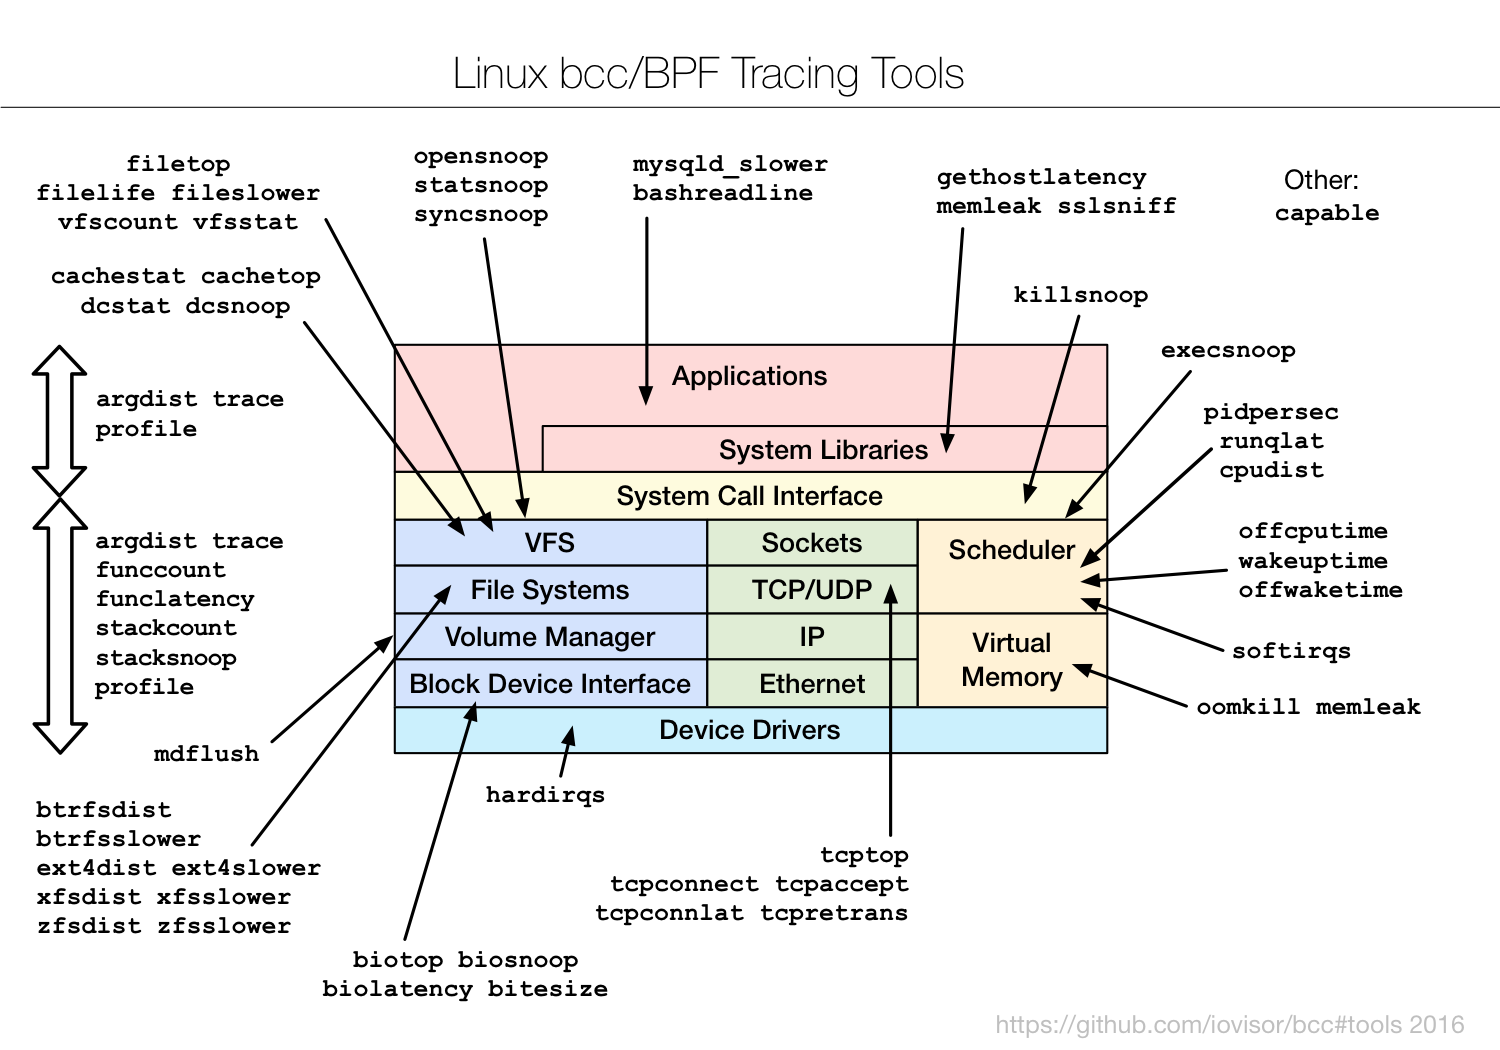 Linux bcc/BPF Tracing Tools
filetop
filelife fileslower
vfscount vfsstat
opensnoop
statsnoop
syncsnoop
mysqld_slower
bashreadline
gethostlatency
memleak sslsniff
Other:
capable
cachestat cachetop
dcstat dcsnoop
killsnoop
execsnoop
argdist trace
profile
pidpersec
runqlat
cpudist
Applications
System Libraries
System Call Interface
VFS
Sockets
Scheduler
File Systems
TCP/UDP
Volume Manager
IP
Virtual
Memory
Block Device Interface
Ethernet
Device Drivers
offcputime
wakeuptime
offwaketime
softirqs
oomkill memleak
argdist trace
funccount
funclatency
stackcount
stacksnoop
profile
mdflush
hardirqs
btrfsdist
btrfsslower
ext4dist ext4slower
xfsdist xfsslower
zfsdist zfsslower
tcptop
tcpconnect tcpaccept
tcpconnlat tcpretrans
biotop biosnoop
biolatency bitesize
https://github.com/iovisor/bcc#tools 2016